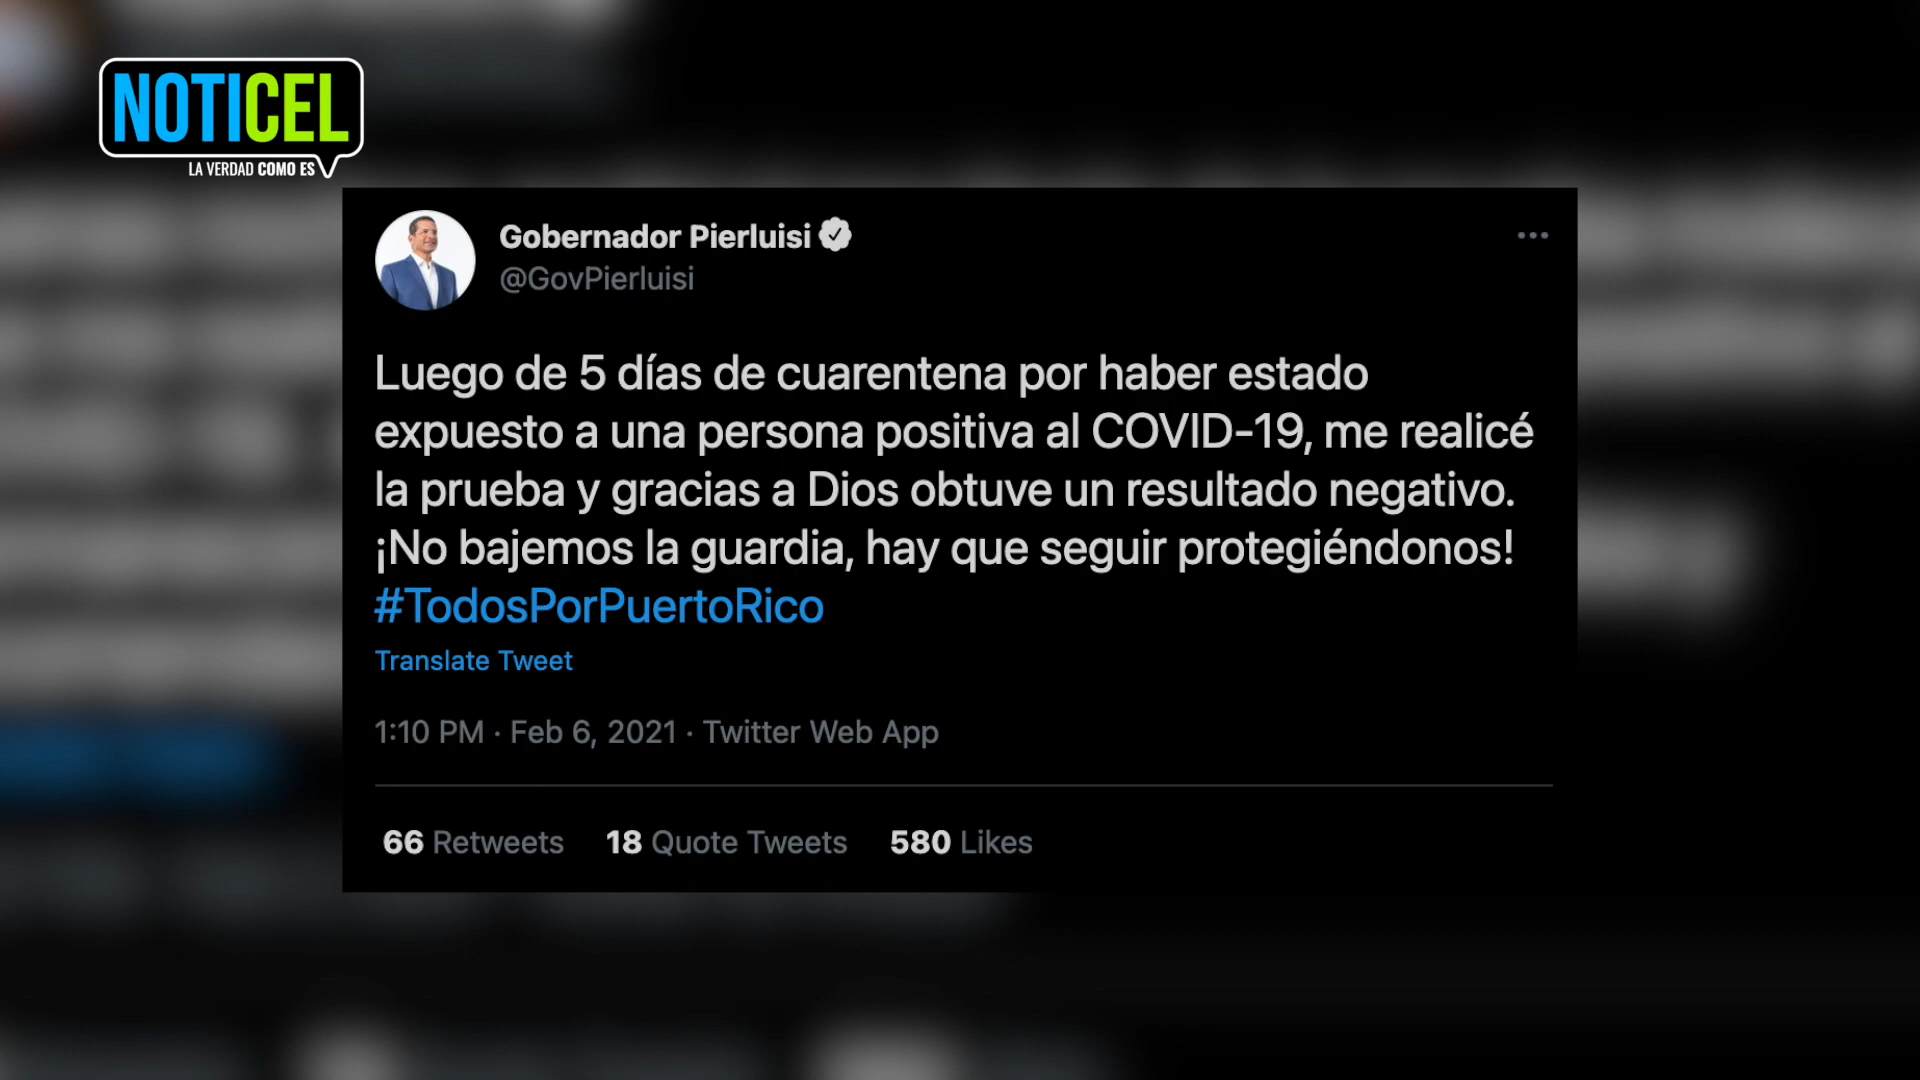 NOTICEL
LA VERDAD COMO ES
Gobernador Pierluisi
@GovPierluisi
Luego de 5 días de cuarentena por haber estado
expuesto a una persona positiva al COVID-19, me realicé
la prueba y gracias a Dios obtuve un resultado negativo.
¡No bajemos la guardia, hay que seguir protegiéndonos!
#TodosPorPuertoRico
Translate Tweet
1:10 PM · Feb 6, 2021 · Twitter Web App
66 Retweets 18 Quote Tweets 580 Likes